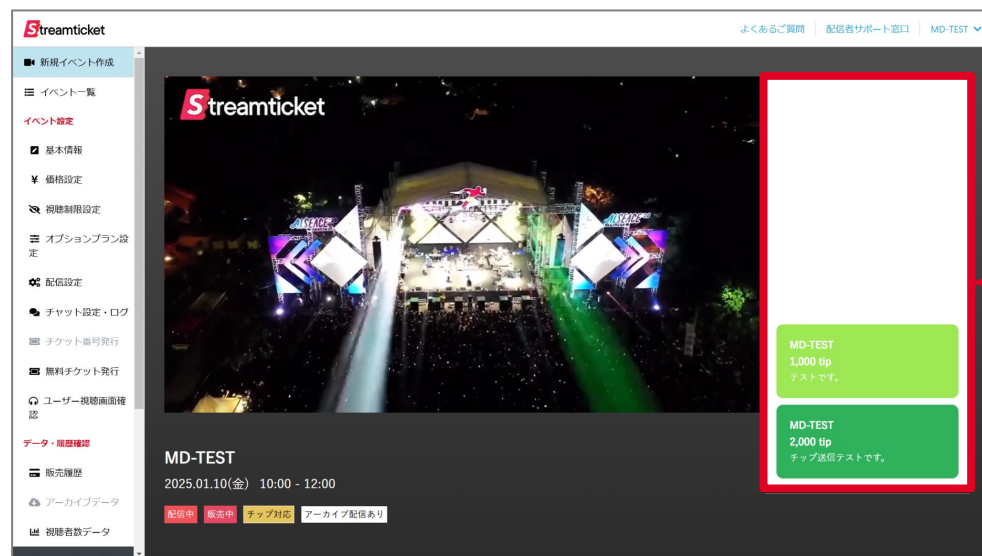 Streamticket
よくあるご質問
配信者サポート窓口
MD-TEST
新規イベント作成
イベント一覧
イベント設定
基本情報
価格設定
視聴制限設定
オプションプラン設
定
配信設定
チャット設定・ログ
チケット番号発行
無料チケット発行
ユーザー視聴画面確
認
データ・履歴確認
販売履歴
アーカイブデータ
視聴者数データ
Streamticket
MD-TEST
2025.01.10(金) 10:00 - 12:00
配信中
販売中
チップ対応
アーカイブ配信あり
MD-TEST
1,000 tip
テストです。
MD-TEST
2,000 tip
チップ送信テストです。